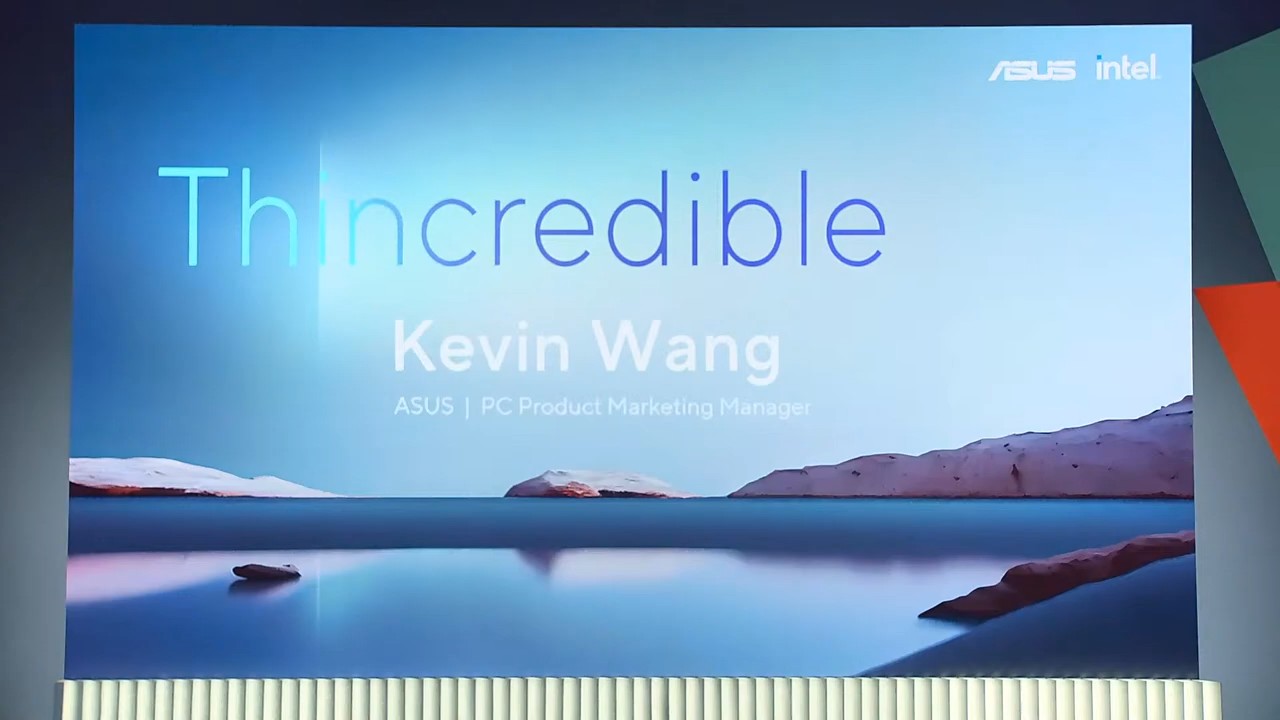 ASUS intel
Thincredible
Kevin Wang
ASUS | PC Product Marketing Manager